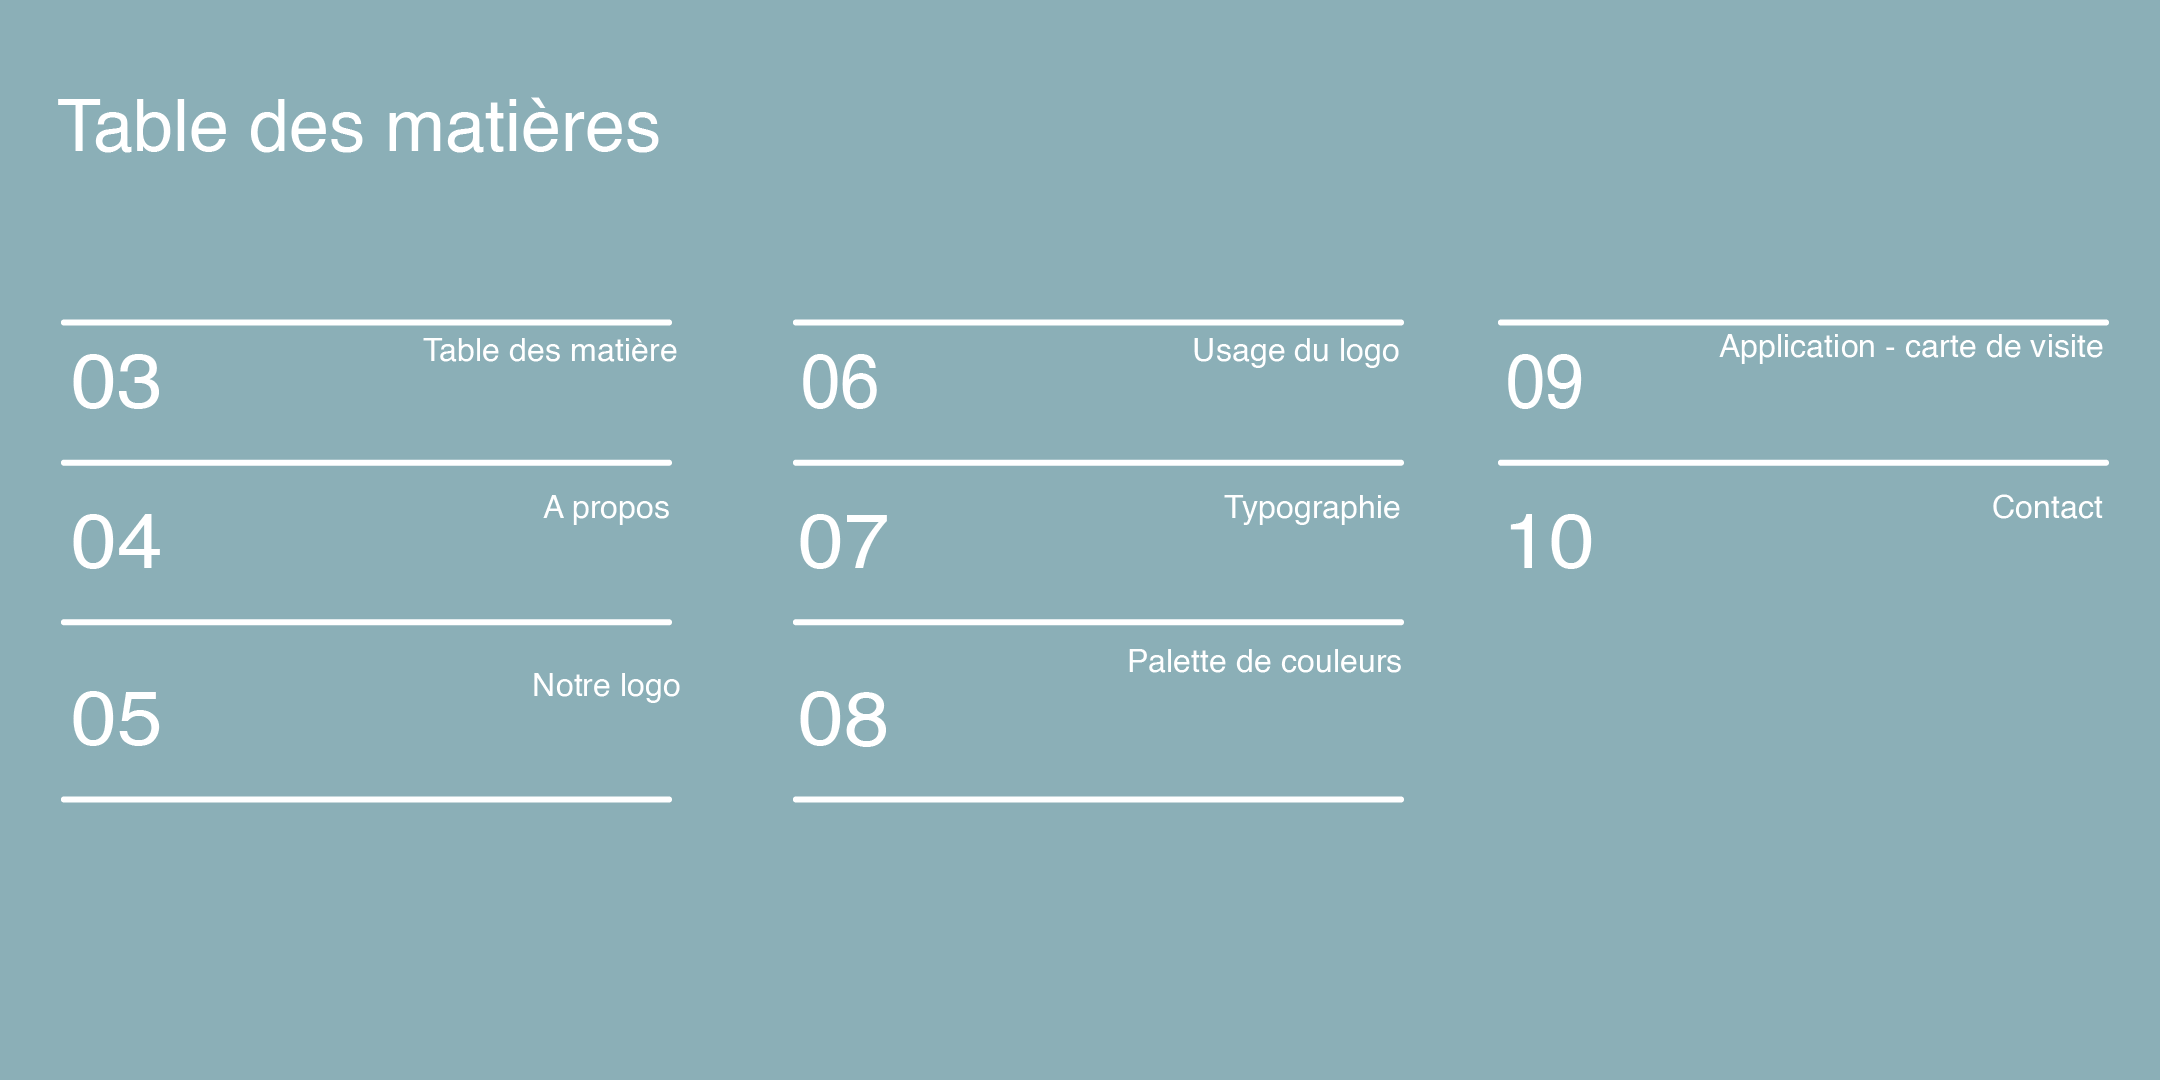 Table des matières
03
Table des matière
04
A propos
05
Notre logo
06
Usage du logo
07
Typographie
08
Palette de couleurs
09
Application - carte de visite
10
Contact